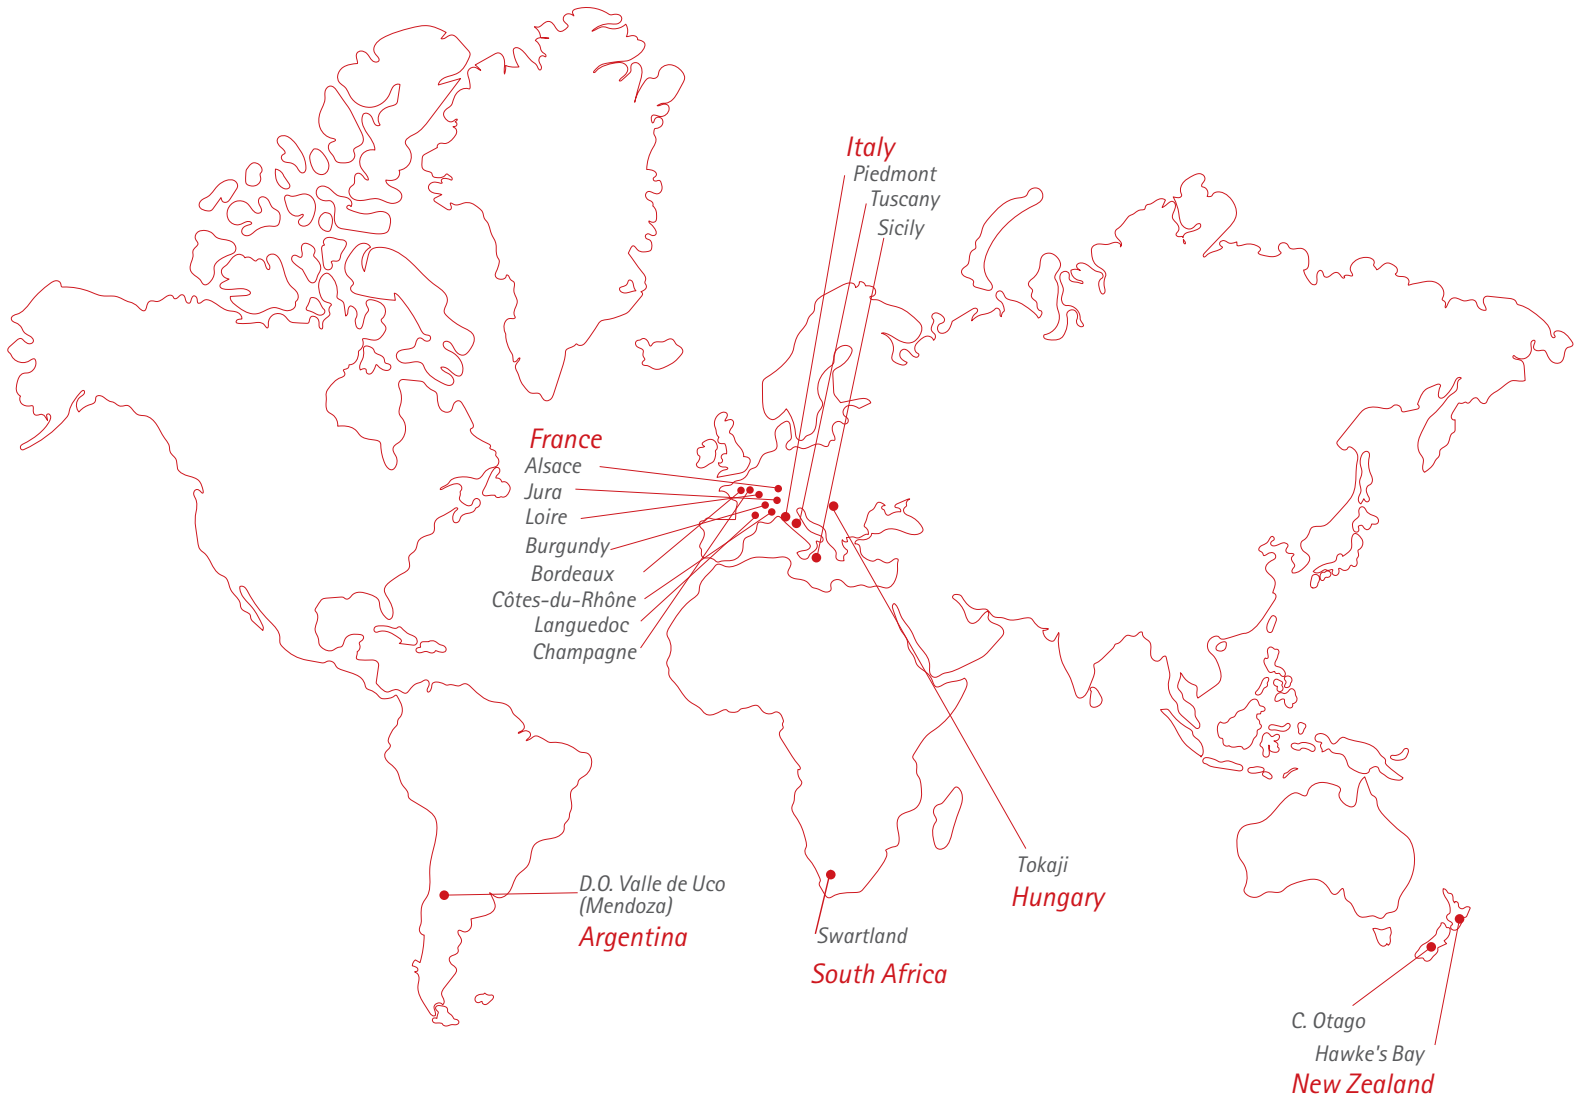 Italy
Piedmont
Tuscany
Sicily
France
Alsace
Jura
Loire
Burgundy
Bordeaux
Côtes-du-Rhône
Languedoc
Champagne
Tokaji
Hungary
D.O. Valle de Uco
(Mendoza)
Argentina
Swartland
South Africa
C. Otago
Hawke's Bay
New Zealand